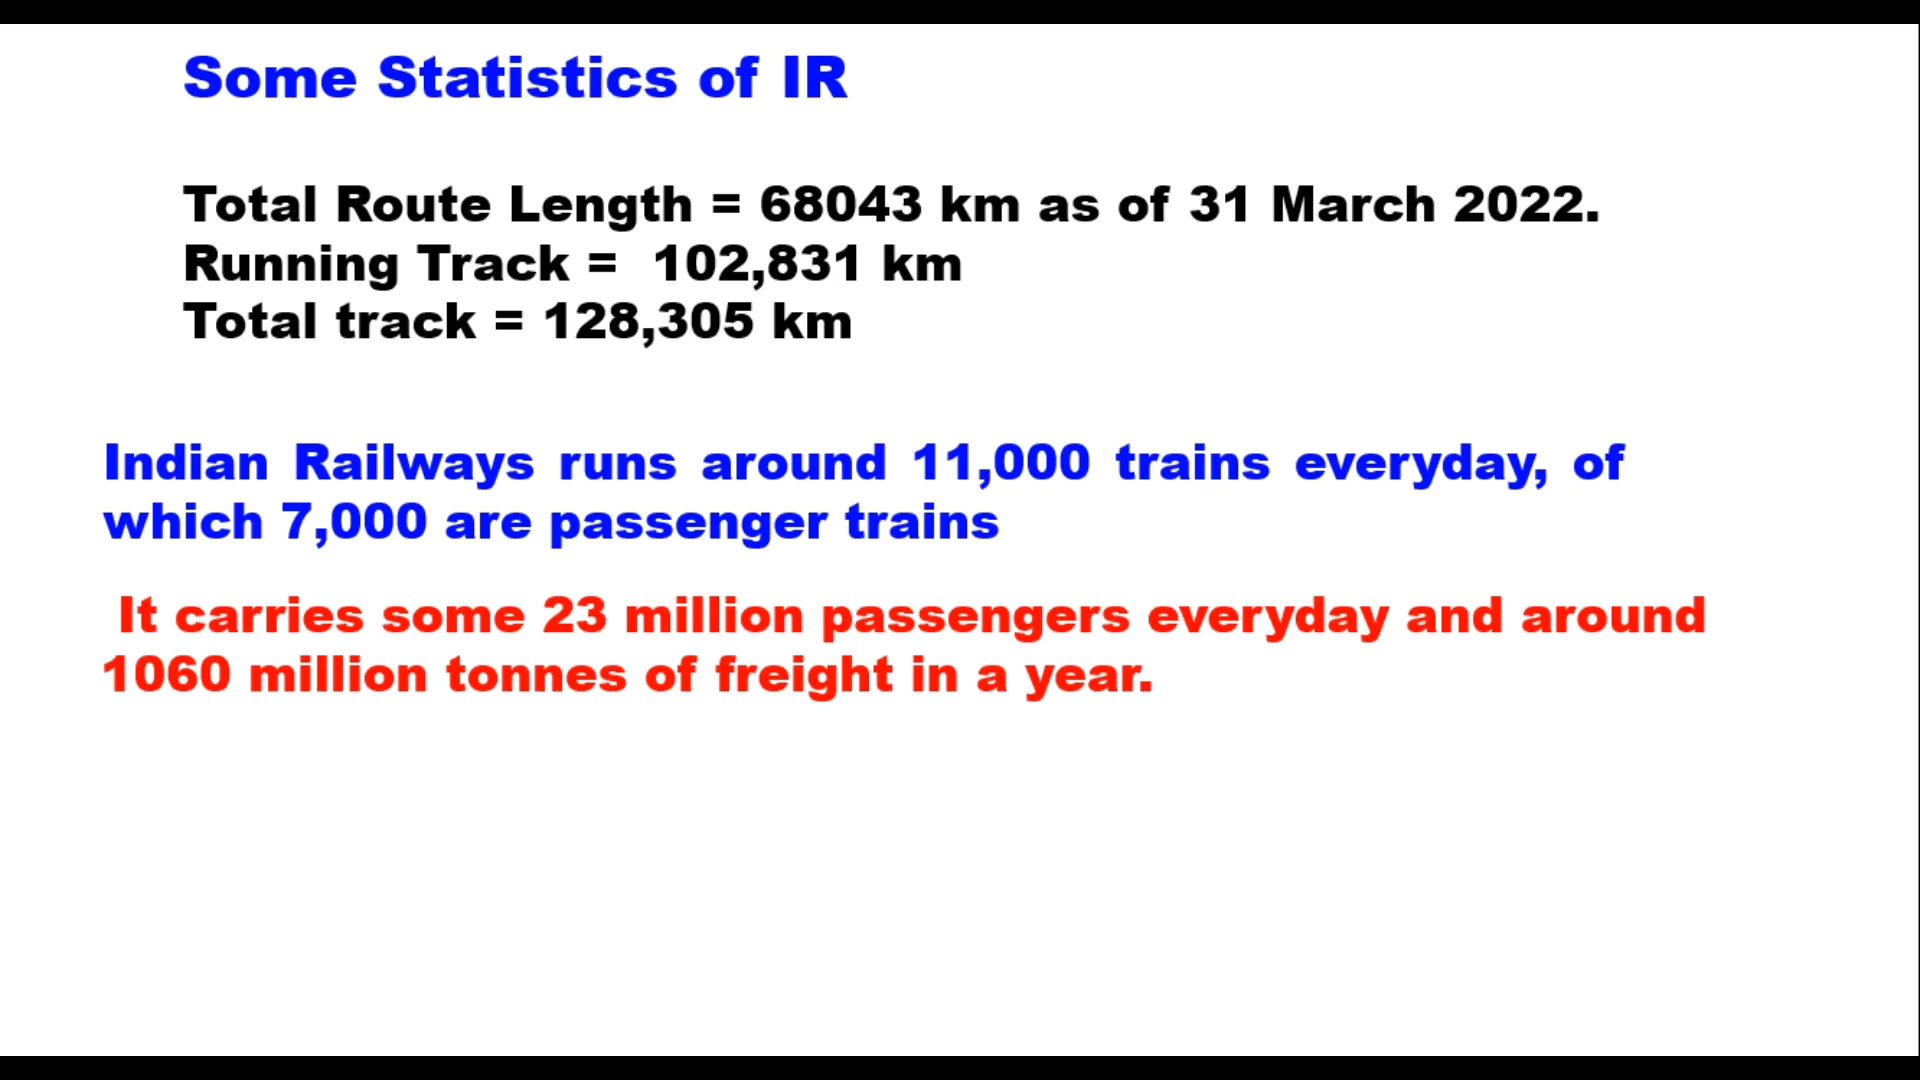 Some Statistics of IR
Total Route Length = 68043 km as of 31 March 2022.
Running Track =  102,831 km
Total track = 128,305 km
Indian Railways runs around 11,000 trains everyday, of
which 7,000 are passenger trains
It carries some 23 million passengers everyday and around
1060 million tonnes of freight in a year.